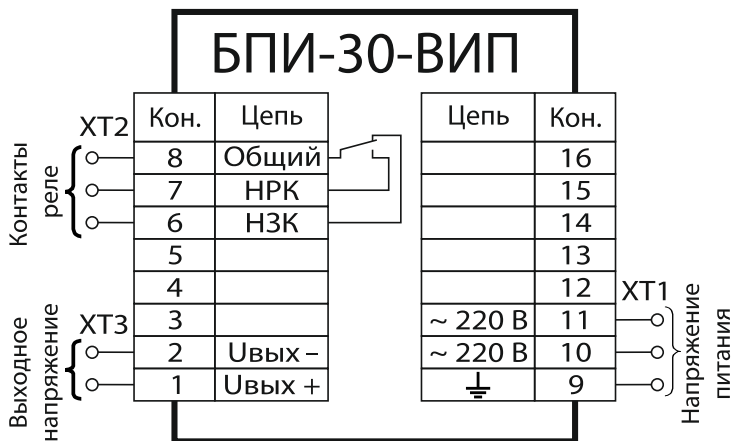 БПИ-30-ВИП
Кон. Цепь
XT2
8 Общий
7 НРК
6 НЗК
5
4
3
2 Uвых –
1 Uвых +
Контакты
реле
XT3
Выходное
напряжение
Цепь Кон.
16
15
14
13
12
~ 220 В 11
~ 220 В 10
9
XT1
Напряжение
питания